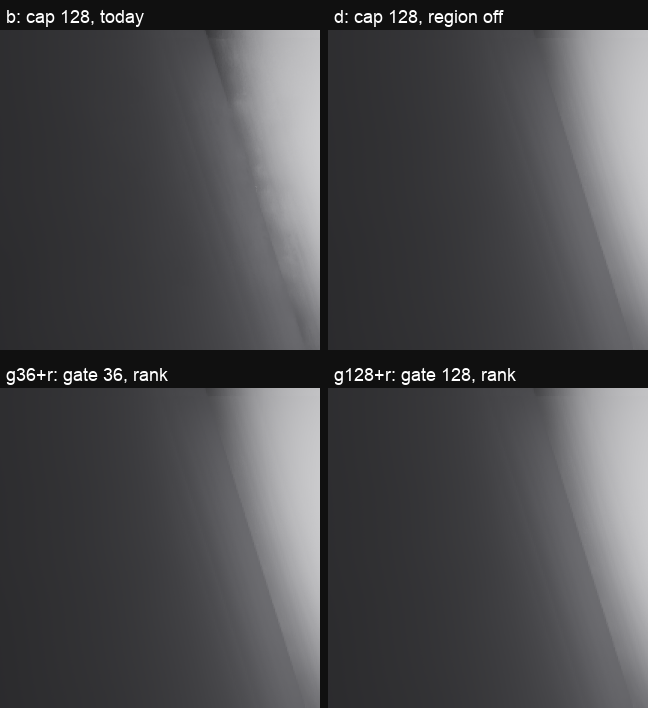 b: cap 128, today
d: cap 128, region off
g36+r: gate 36, rank
g128+r: gate 128, rank